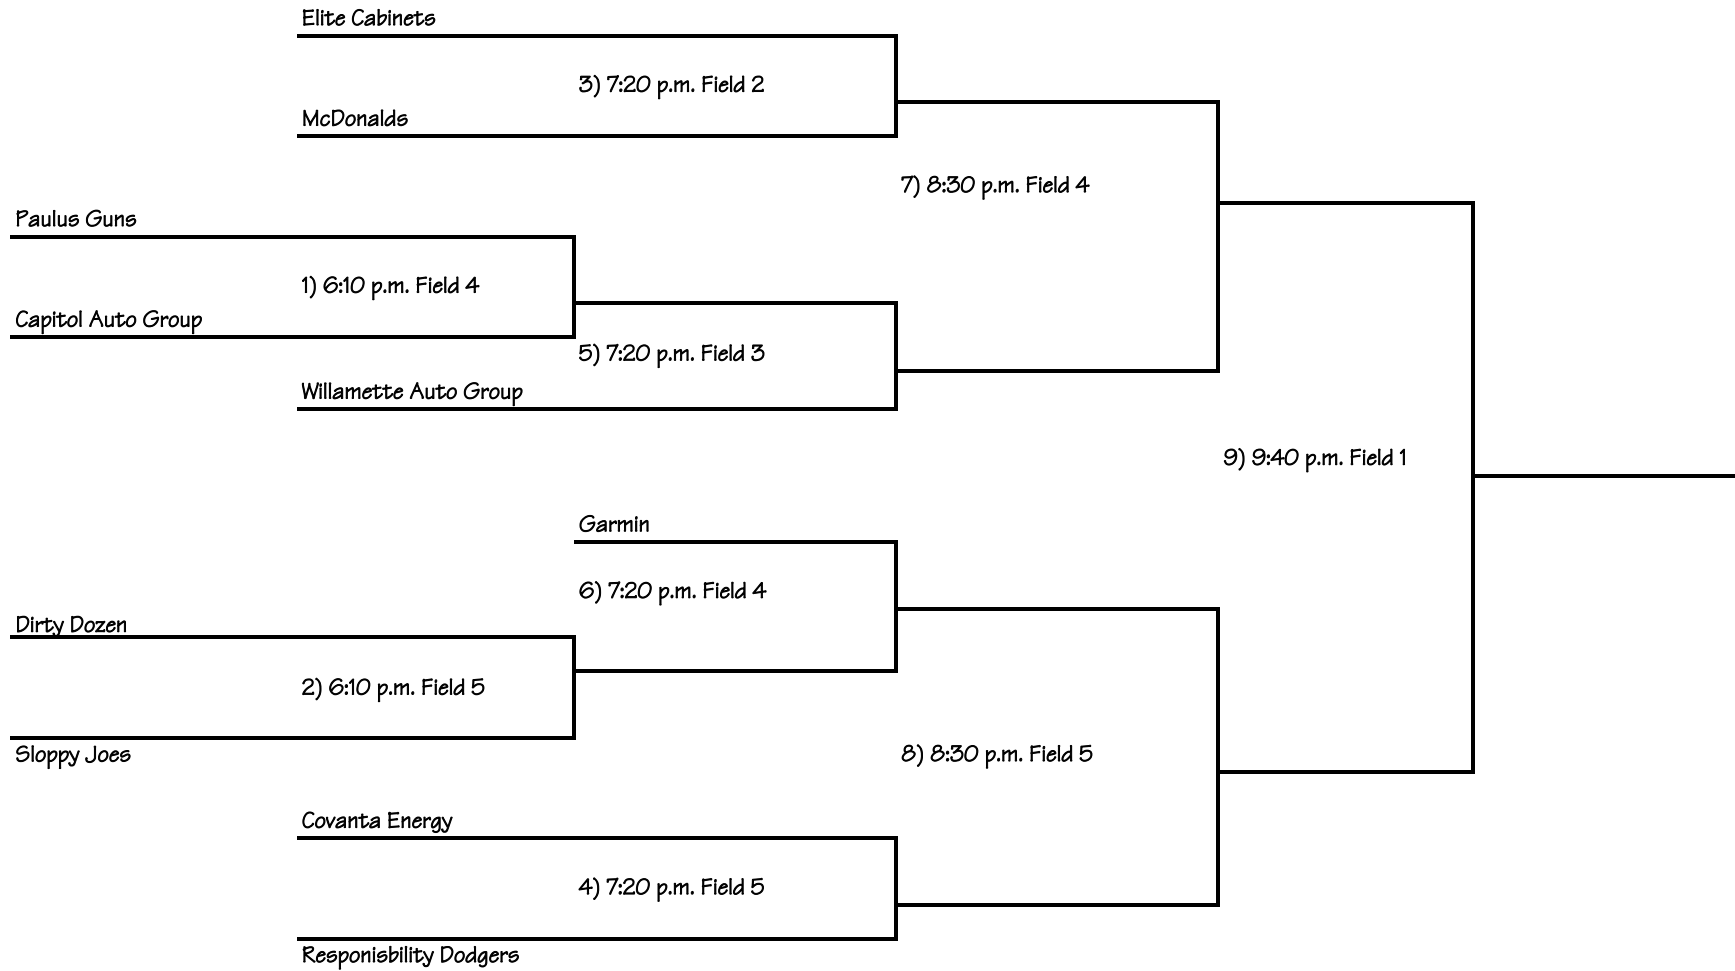 Elite Cabinets
3) 7:20 p.m. Field 2
McDonalds
7) 8:30 p.m. Field 4
Paulus Guns
1) 6:10 p.m. Field 4
Capitol Auto Group
5) 7:20 p.m. Field 3
Willamette Auto Group
9) 9:40 p.m. Field 1
Garmin
6) 7:20 p.m. Field 4
Dirty Dozen
2) 6:10 p.m. Field 5
Sloppy Joes
8) 8:30 p.m. Field 5
Covanta Energy
4) 7:20 p.m. Field 5
Responisbility Dodgers